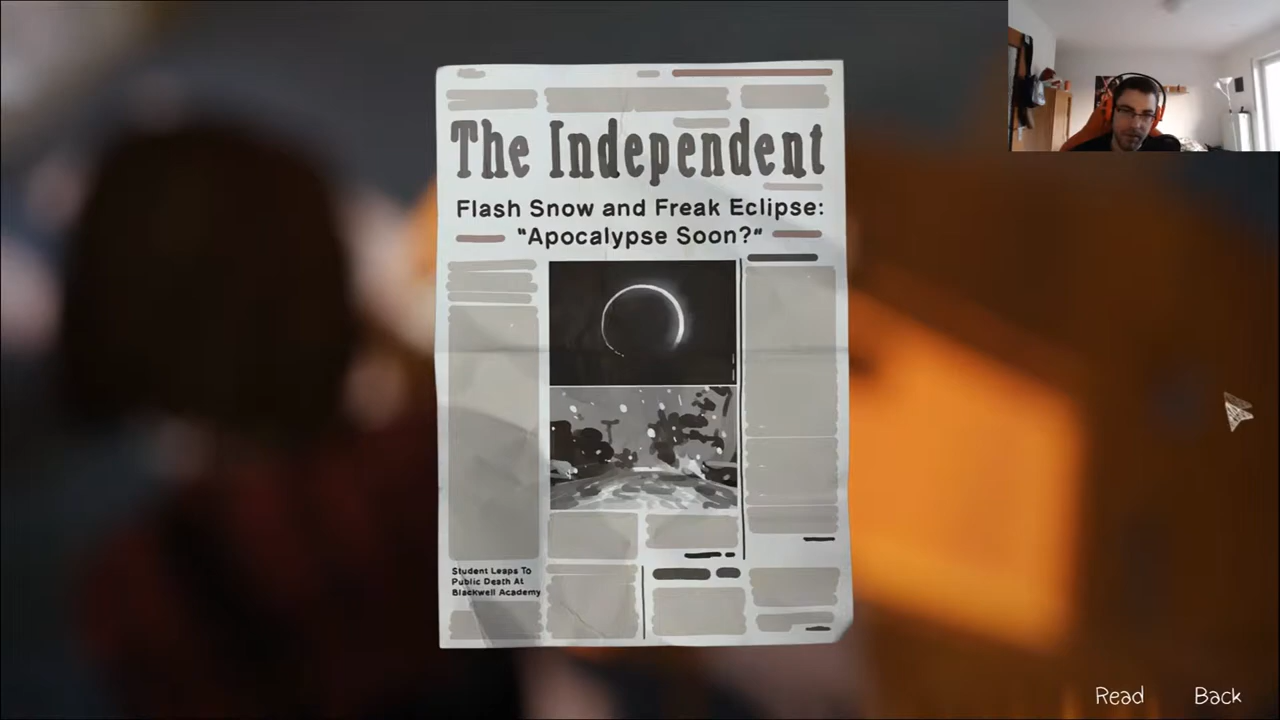 The Independent
Flash Snow and Freak Eclipse:
"Apocalypse Soon?"
Student Leaps To
Public Death At
Blackwell Academy
Read Back